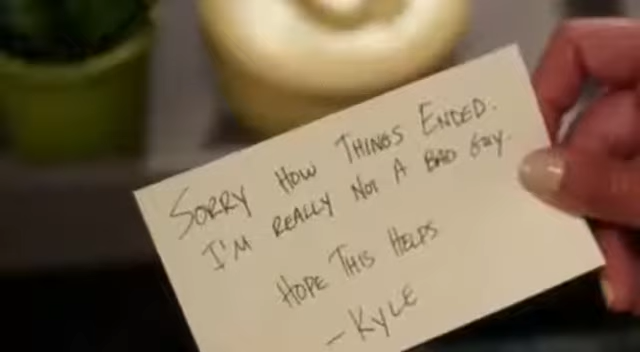 SORRY HOW THINGS ENDED.
I'M REALLY NOT A BAD GUY.
HOPE THIS HELPS
- KYLE